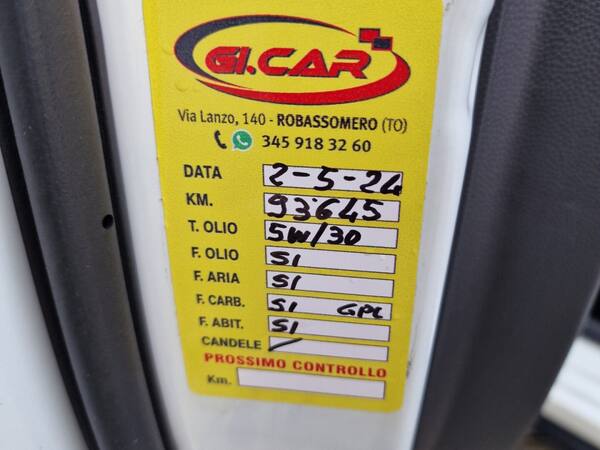 GI.CAR
Via Lanzo, 140 - ROBASSOMERO (TO)
345 918 32 60
DATA 2-5-24
KM. 93645
T. OLIO 5W/30
F. OLIO SI
F. ARIA SI
F. CARB. SI GPL
F. ABIT. SI
CANDELE ✓
PROSSIMO CONTROLLO
Km.